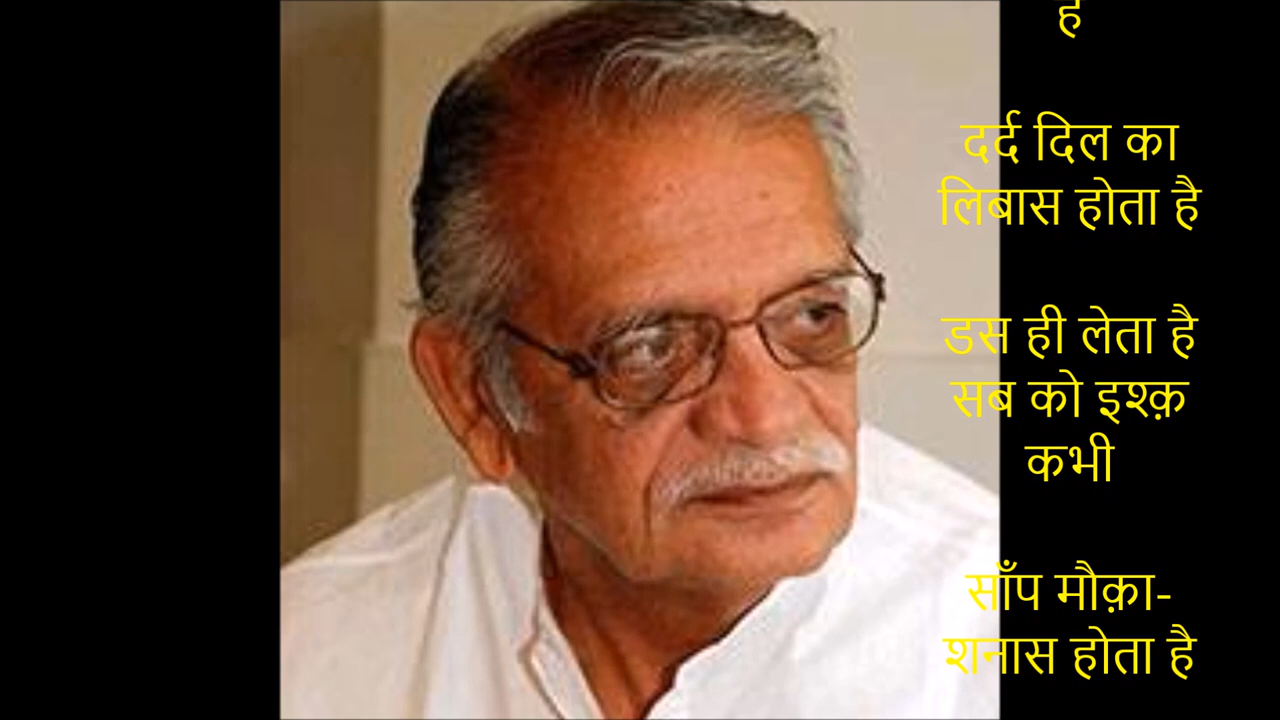 है
दर्द दिल का
लिबास होता है
डस ही लेता है
सब को इश्क़
कभी
साँप मौक़ा-
शनास होता है